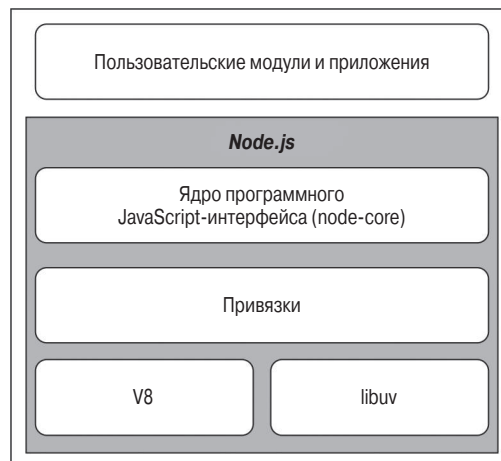 Пользовательские модули и приложения
Node.js
Ядро программного
JavaScript-интерфейса (node-core)
Привязки
V8
libuv